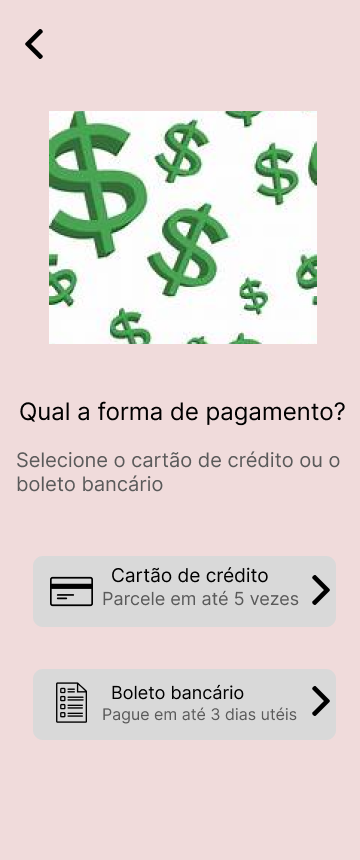 Qual a forma de pagamento?
Selecione o cartão de crédito ou o
boleto bancário
Cartão de crédito
Parcele em até 5 vezes
Boleto bancário
Pague em até 3 dias utéis